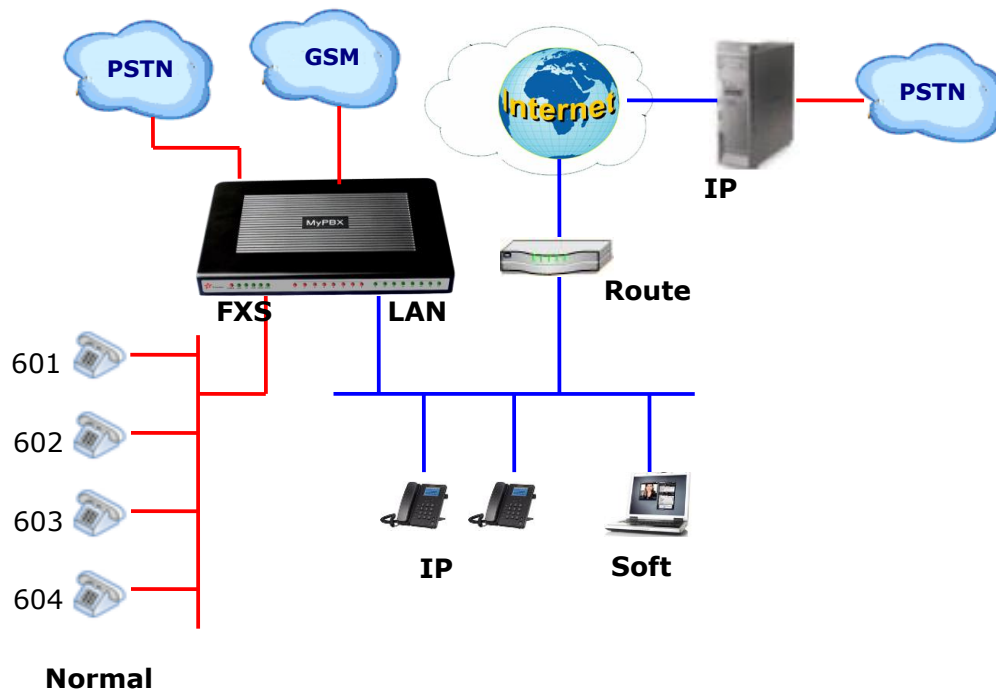 PSTN
GSM
Internet
PSTN
IP
MyPBX
Route
FXS
LAN
601
602
603
604
IP
Soft
Normal